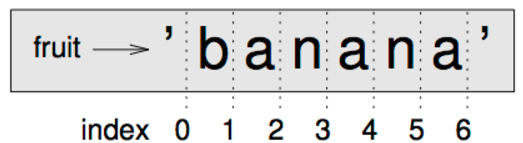 fruit ’ b a n a n a ’
index 0 1 2 3 4 5 6